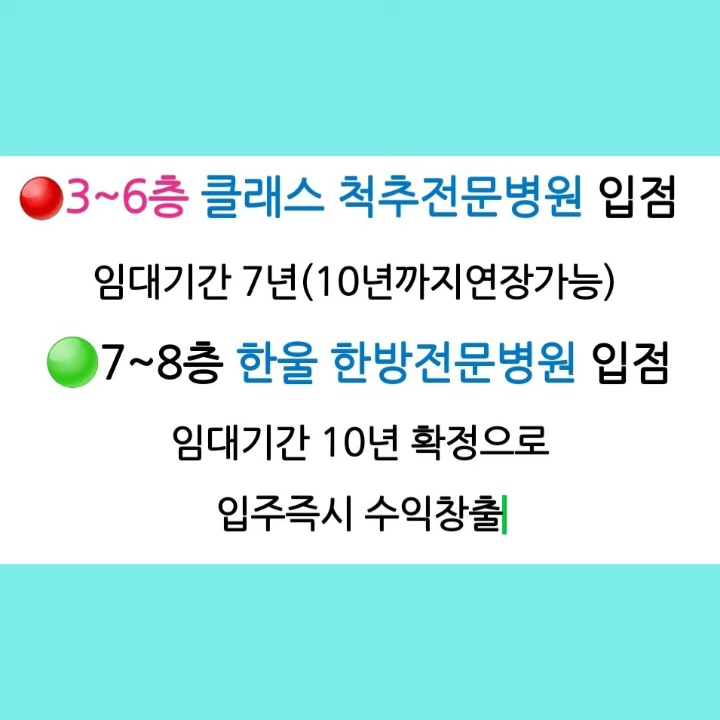 🔴3~6층 클래스 척추전문병원 입점
임대기간 7년(10년까지연장가능)
🟢7~8층 한울 한방전문병원 입점
임대기간 10년 확정으로
입주즉시 수익창출